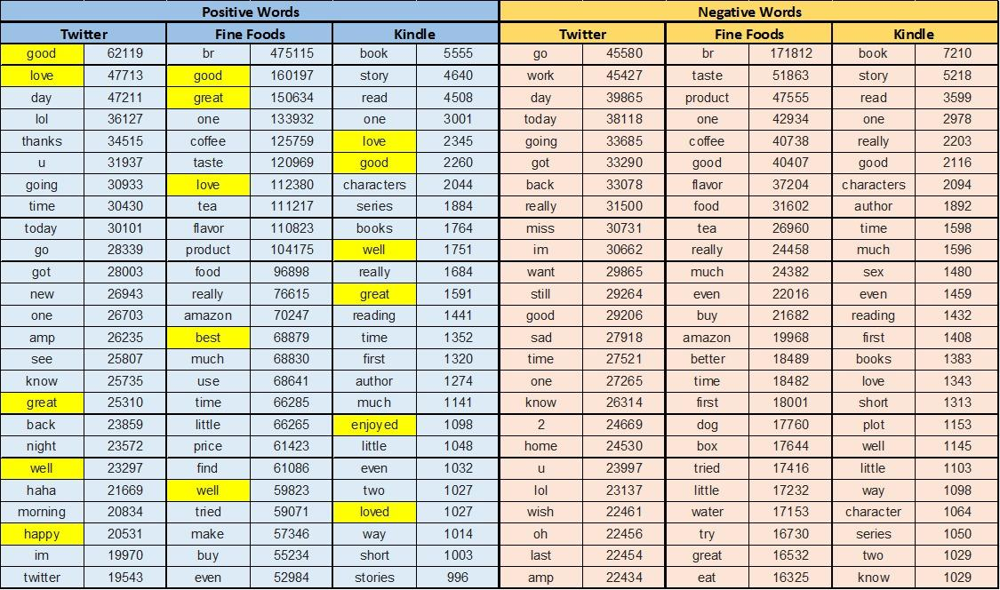 Positive Words Negative Words
Twitter Fine Foods Kindle Twitter Fine Foods Kindle
good 62119 br 475115 book 5555 go 45580 br 171812 book 7210
love 47713 good 160197 story 4640 work 45427 taste 51863 story 5218
day 47211 great 150634 read 4508 day 39865 product 47555 read 3599
lol 36127 one 133932 one 3001 today 38118 one 42934 one 2978
thanks 34515 coffee 125759 love 2345 going 33685 coffee 40738 really 2203
u 31937 taste 120969 good 2260 got 33290 good 40407 good 2116
going 30933 love 112380 characters 2044 back 33078 flavor 37204 characters 2094
time 30430 tea 111217 series 1884 really 31500 food 31602 author 1892
today 30101 flavor 110823 books 1764 miss 30731 tea 26960 time 1598
go 28339 product 104175 well 1751 im 30662 really 24458 much 1596
got 28003 food 96898 really 1684 want 29865 much 24382 sex 1480
new 26943 really 76615 great 1591 still 29264 even 22016 even 1459
one 26703 amazon 70247 reading 1441 good 29206 buy 21682 reading 1432
amp 26235 best 68879 time 1352 sad 27918 amazon 19968 first 1408
see 25807 much 68830 first 1320 time 27521 better 18489 books 1383
know 25735 use 68641 author 1274 one 27265 time 18482 love 1343
great 25310 time 66285 much 1141 know 26314 first 18001 short 1313
back 23859 little 66265 enjoyed 1098 2 24669 dog 17760 plot 1153
night 23572 price 61423 little 1048 home 24530 box 17644 well 1145
well 23297 find 61086 even 1032 u 23997 tried 17416 little 1103
haha 21669 well 59823 two 1027 lol 23137 little 17232 way 1098
morning 20834 tried 59071 loved 1027 wish 22461 water 17153 character 1064
happy 20531 make 57346 way 1014 oh 22456 try 16730 series 1050
im 19970 buy 55234 short 1003 last 22454 great 16532 two 1029
twitter 19543 even 52984 stories 996 amp 22434 eat 16325 know 1029